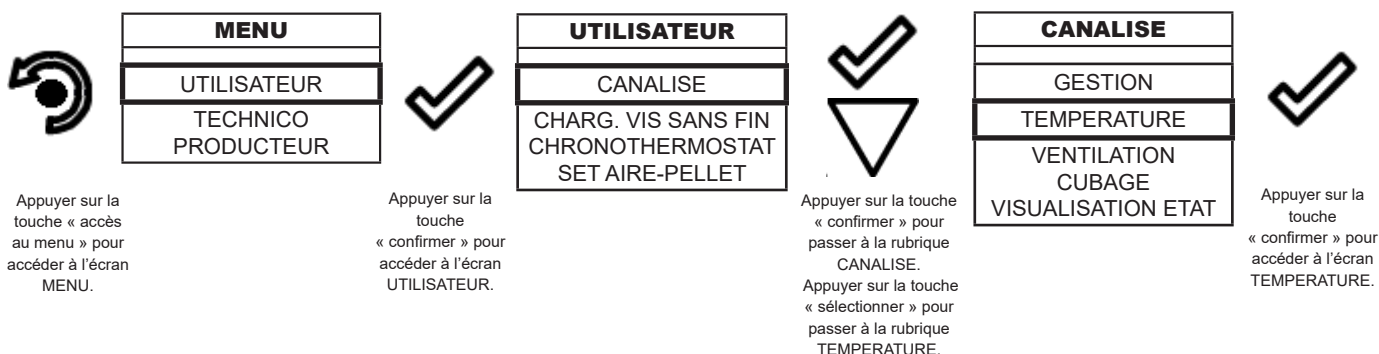 MENU
UTILISATEUR
TECHNICO
PRODUCTEUR
Appuyer sur la
touche « accès
au menu » pour
accéder à l'écran
MENU.
Appuyer sur la
touche
« confirmer » pour
accéder à l'écran
UTILISATEUR.
UTILISATEUR
CANALISE
CHARG. VIS SANS FIN
CHRONOTHERMOSTAT
SET AIRE-PELLET
Appuyer sur la touche
« confirmer » pour
passer à la rubrique
CANALISE.
Appuyer sur la touche
« sélectionner » pour
passer à la rubrique
TEMPERATURE.
CANALISE
GESTION
TEMPERATURE
VENTILATION
CUBAGE
VISUALISATION ETAT
Appuyer sur la
touche
« confirmer » pour
accéder à l'écran
TEMPERATURE.